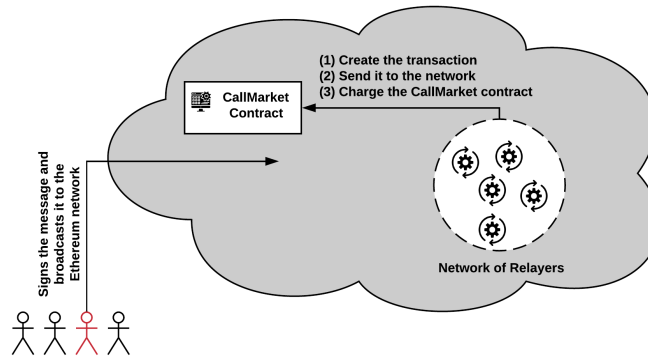 (1) Create the transaction
(2) Send it to the network
(3) Charge the CallMarket contract
CallMarket
Contract
Signs the message and
broadcasts it to the
Ethereum network
Network of Relayers